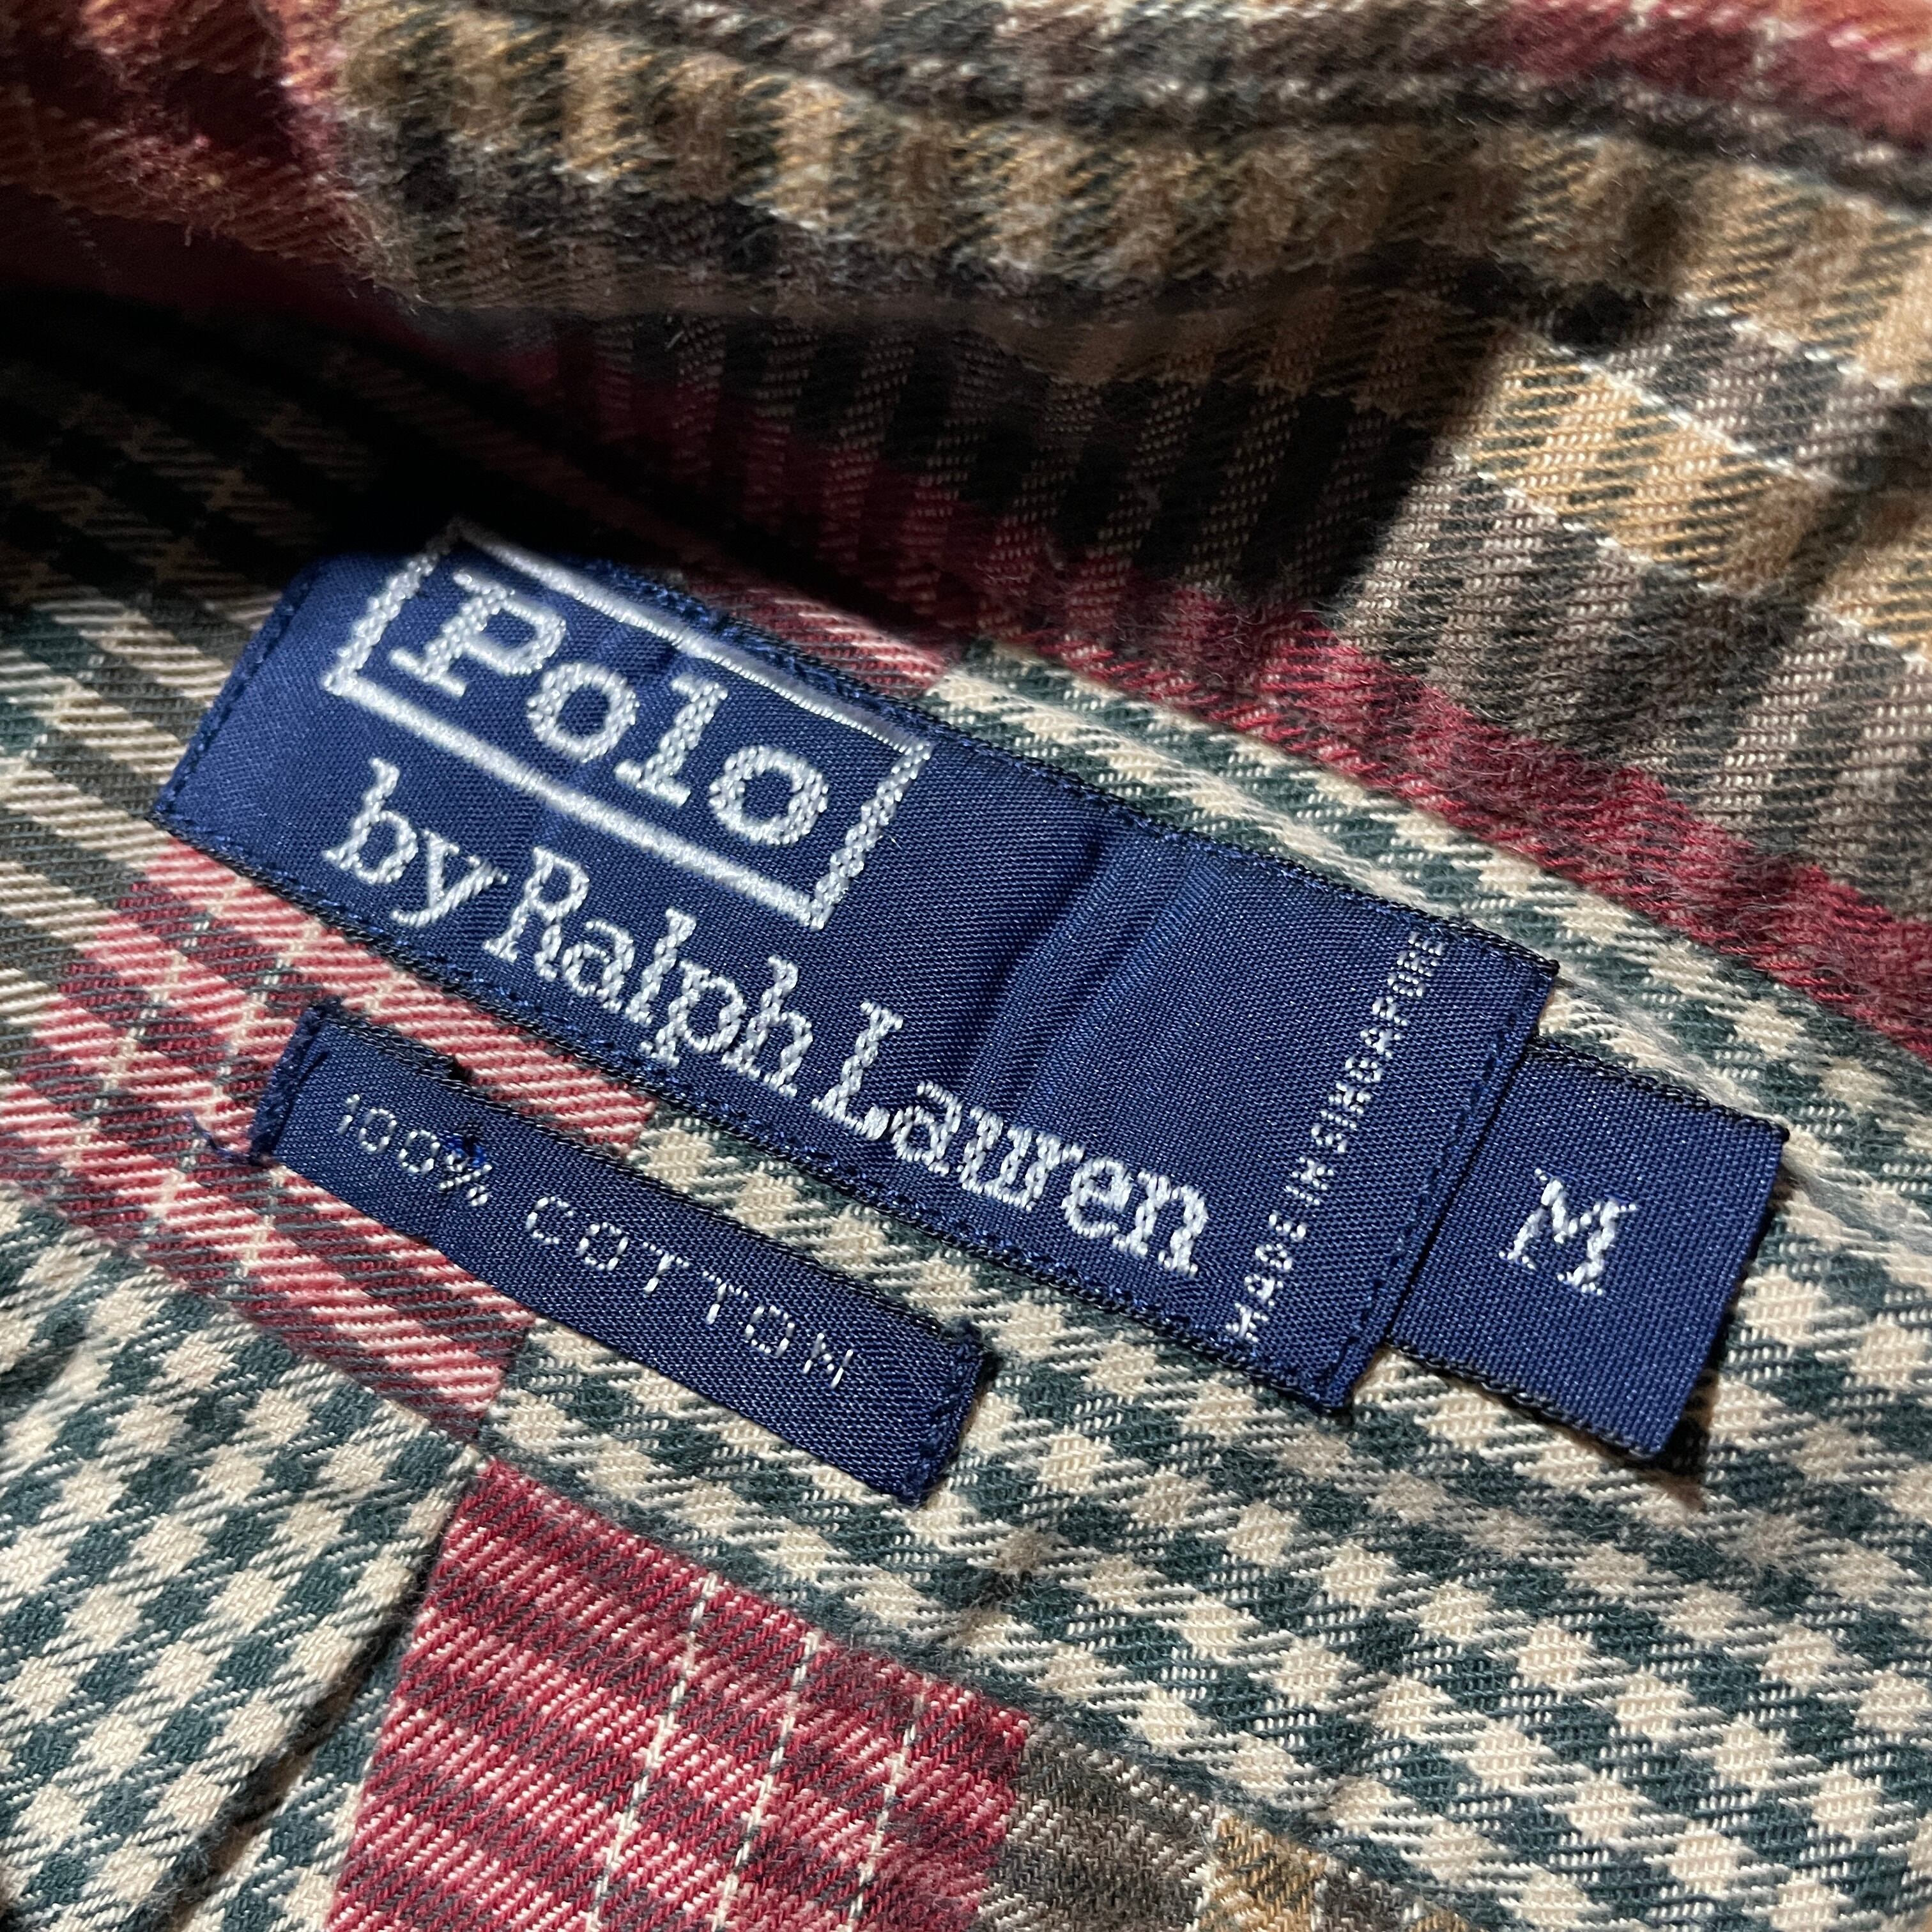 Polo
by Ralph Lauren
MADE IN SINGAPORE
M
100% COTTON